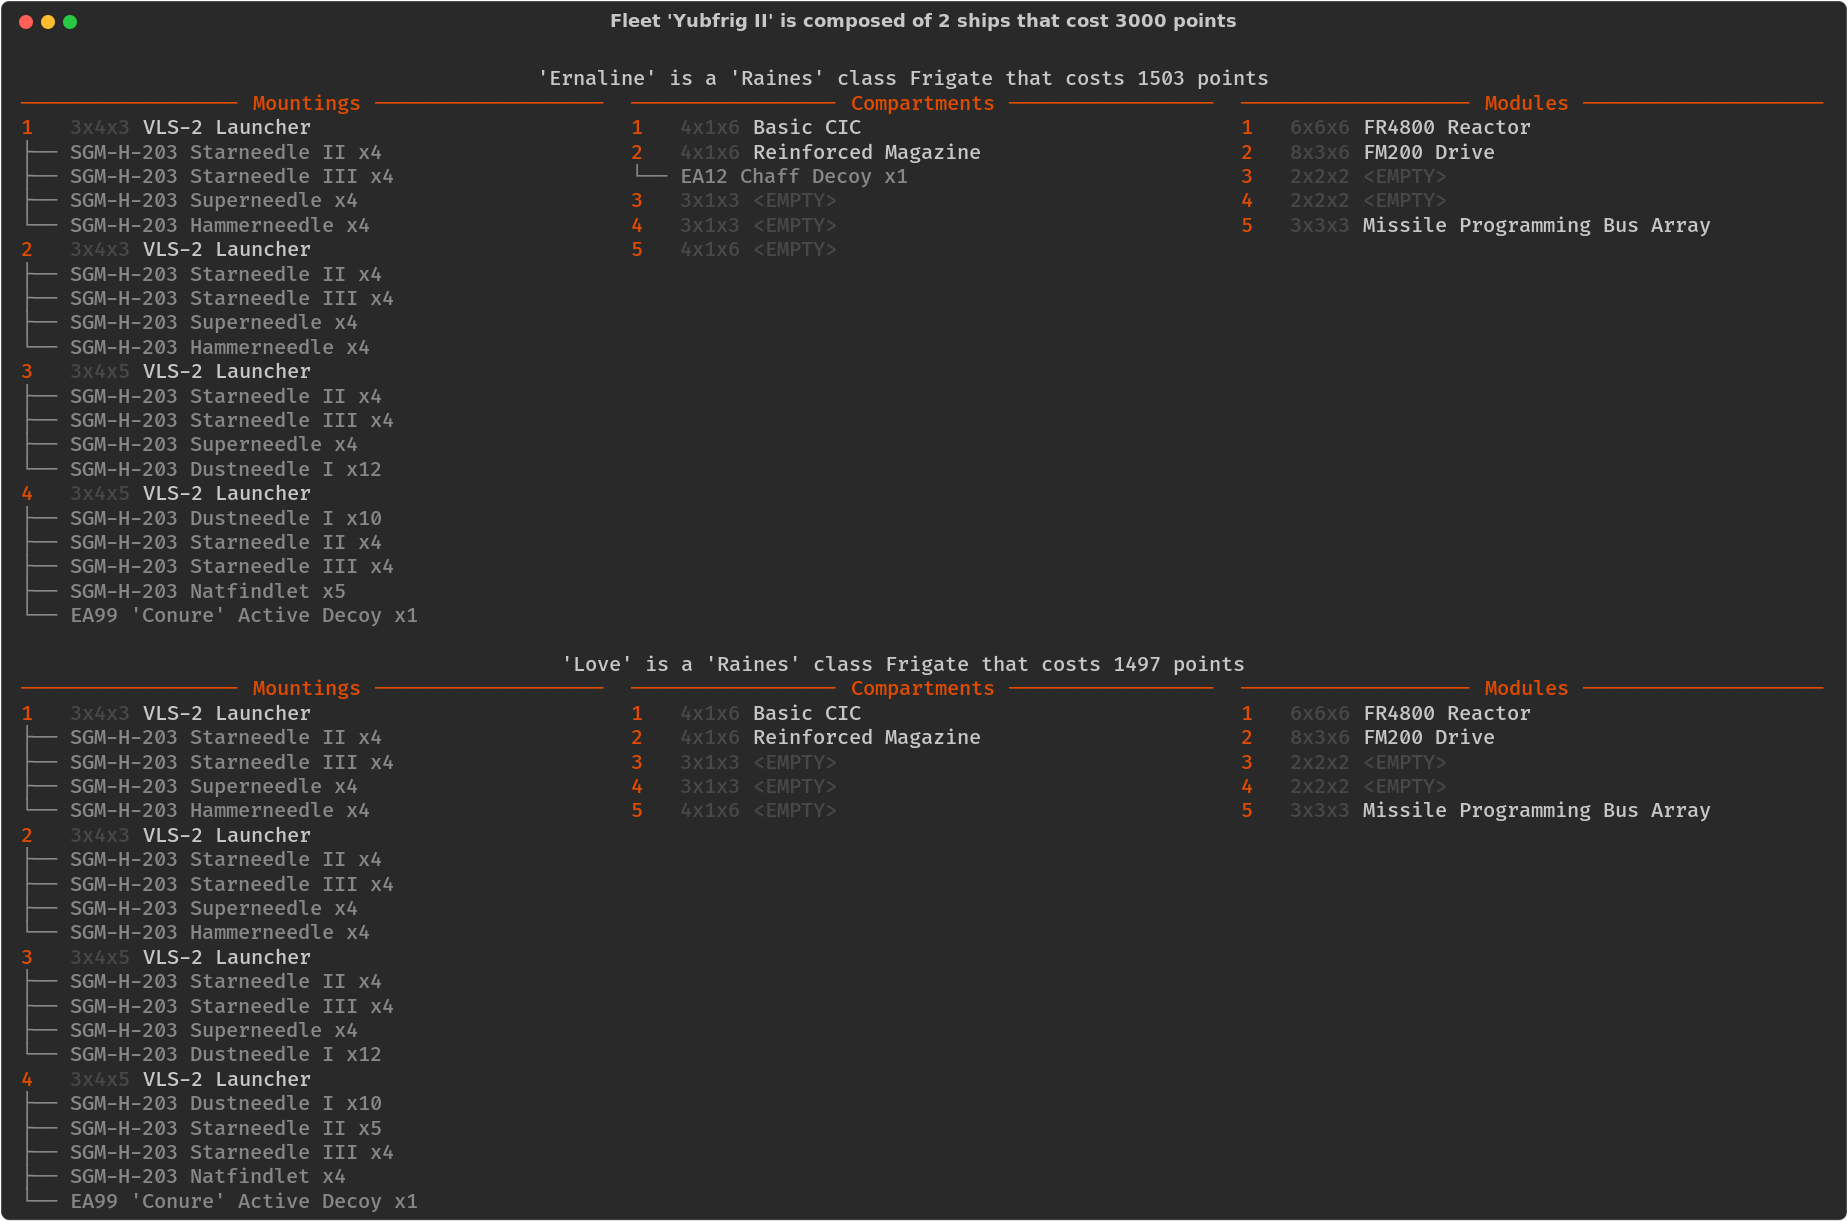 Fleet 'Yubfrig II' is composed of 2 ships that cost 3000 points
'Ernaline' is a 'Raines' class Frigate that costs 1503 points
Mountings
1 3x4x3 VLS-2 Launcher
SGM-H-203 Starneedle II x4
SGM-H-203 Starneedle III x4
SGM-H-203 Superneedle x4
SGM-H-203 Hammerneedle x4
2 3x4x3 VLS-2 Launcher
SGM-H-203 Starneedle II x4
SGM-H-203 Starneedle III x4
SGM-H-203 Superneedle x4
SGM-H-203 Hammerneedle x4
3 3x4x5 VLS-2 Launcher
SGM-H-203 Starneedle II x4
SGM-H-203 Starneedle III x4
SGM-H-203 Superneedle x4
SGM-H-203 Dustneedle I x12
4 3x4x5 VLS-2 Launcher
SGM-H-203 Dustneedle I x10
SGM-H-203 Starneedle II x4
SGM-H-203 Starneedle III x4
SGM-H-203 Natfindlet x5
EA99 'Conure' Active Decoy x1
Compartments
1 4x1x6 Basic CIC
2 4x1x6 Reinforced Magazine
EA12 Chaff Decoy x1
3 3x1x3 <EMPTY>
4 3x1x3 <EMPTY>
5 4x1x6 <EMPTY>
Modules
1 6x6x6 FR4800 Reactor
2 8x3x6 FM200 Drive
3 2x2x2 <EMPTY>
4 2x2x2 <EMPTY>
5 3x3x3 Missile Programming Bus Array
'Love' is a 'Raines' class Frigate that costs 1497 points
Mountings
1 3x4x3 VLS-2 Launcher
SGM-H-203 Starneedle II x4
SGM-H-203 Starneedle III x4
SGM-H-203 Superneedle x4
SGM-H-203 Hammerneedle x4
2 3x4x3 VLS-2 Launcher
SGM-H-203 Starneedle II x4
SGM-H-203 Starneedle III x4
SGM-H-203 Superneedle x4
SGM-H-203 Hammerneedle x4
3 3x4x5 VLS-2 Launcher
SGM-H-203 Starneedle II x4
SGM-H-203 Starneedle III x4
SGM-H-203 Superneedle x4
SGM-H-203 Dustneedle I x12
4 3x4x5 VLS-2 Launcher
SGM-H-203 Dustneedle I x10
SGM-H-203 Starneedle II x5
SGM-H-203 Starneedle III x4
SGM-H-203 Natfindlet x4
EA99 'Conure' Active Decoy x1
Compartments
1 4x1x6 Basic CIC
2 4x1x6 Reinforced Magazine
3 3x1x3 <EMPTY>
4 3x1x3 <EMPTY>
5 4x1x6 <EMPTY>
Modules
1 6x6x6 FR4800 Reactor
2 8x3x6 FM200 Drive
3 2x2x2 <EMPTY>
4 2x2x2 <EMPTY>
5 3x3x3 Missile Programming Bus Array